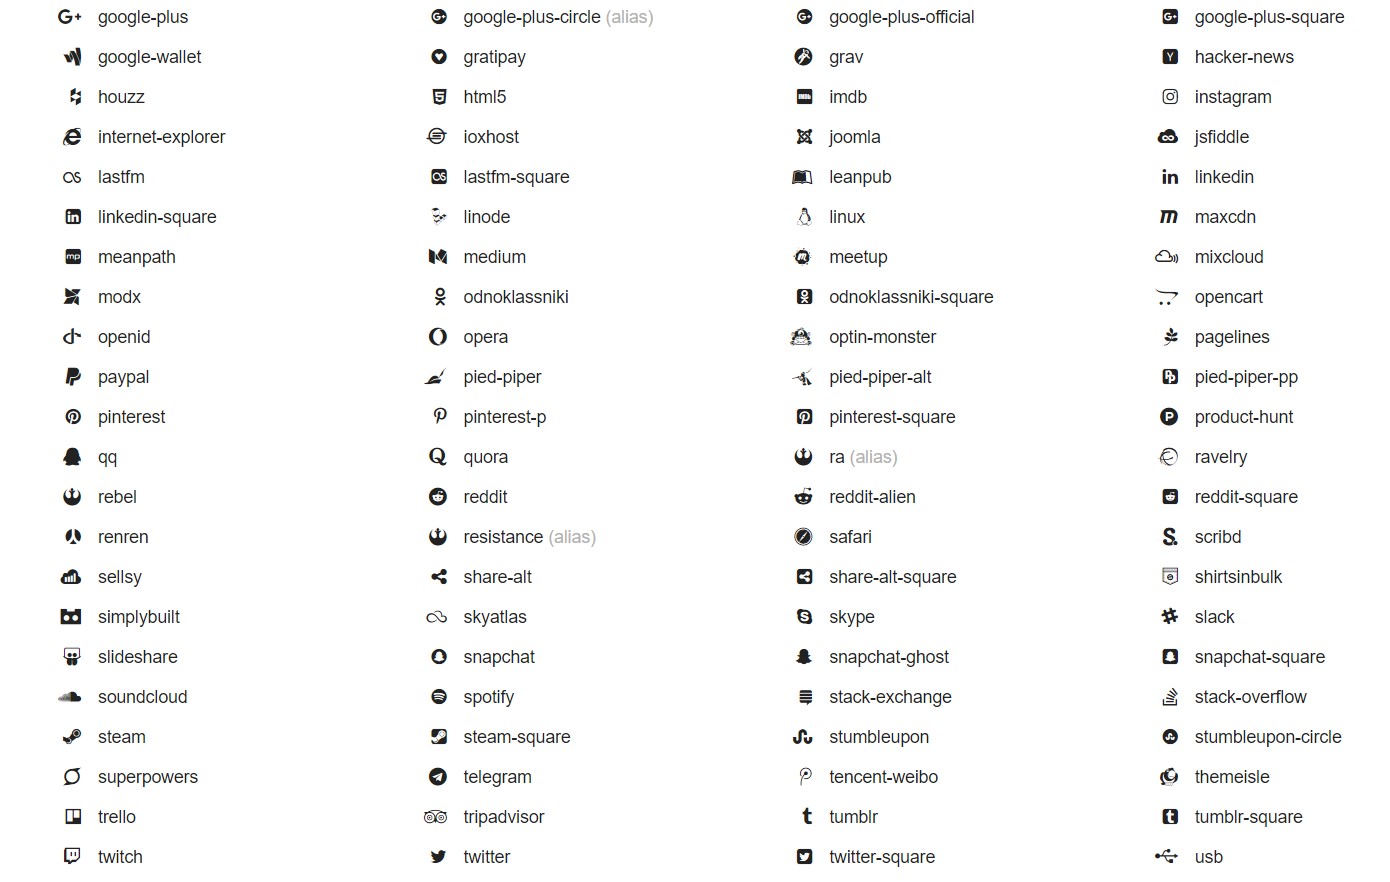 google-plus google-plus-circle (alias) google-plus-official google-plus-square
google-wallet gratipay grav hacker-news
houzz html5 imdb instagram
internet-explorer ioxhost joomla jsfiddle
lastfm lastfm-square leanpub linkedin
linkedin-square linode linux maxcdn
meanpath medium meetup mixcloud
modx odnoklassniki odnoklassniki-square opencart
openid opera optin-monster pagelines
paypal pied-piper pied-piper-alt pied-piper-pp
pinterest pinterest-p pinterest-square product-hunt
qq quora ra (alias) ravelry
rebel reddit reddit-alien reddit-square
renren resistance (alias) safari scribd
sellsy share-alt share-alt-square shirtsinbulk
simplybuilt skyatlas skype slack
slideshare snapchat snapchat-ghost snapchat-square
soundcloud spotify stack-exchange stack-overflow
steam steam-square stumbleupon stumbleupon-circle
superpowers telegram tencent-weibo themeisle
trello tripadvisor tumblr tumblr-square
twitch twitter twitter-square usb